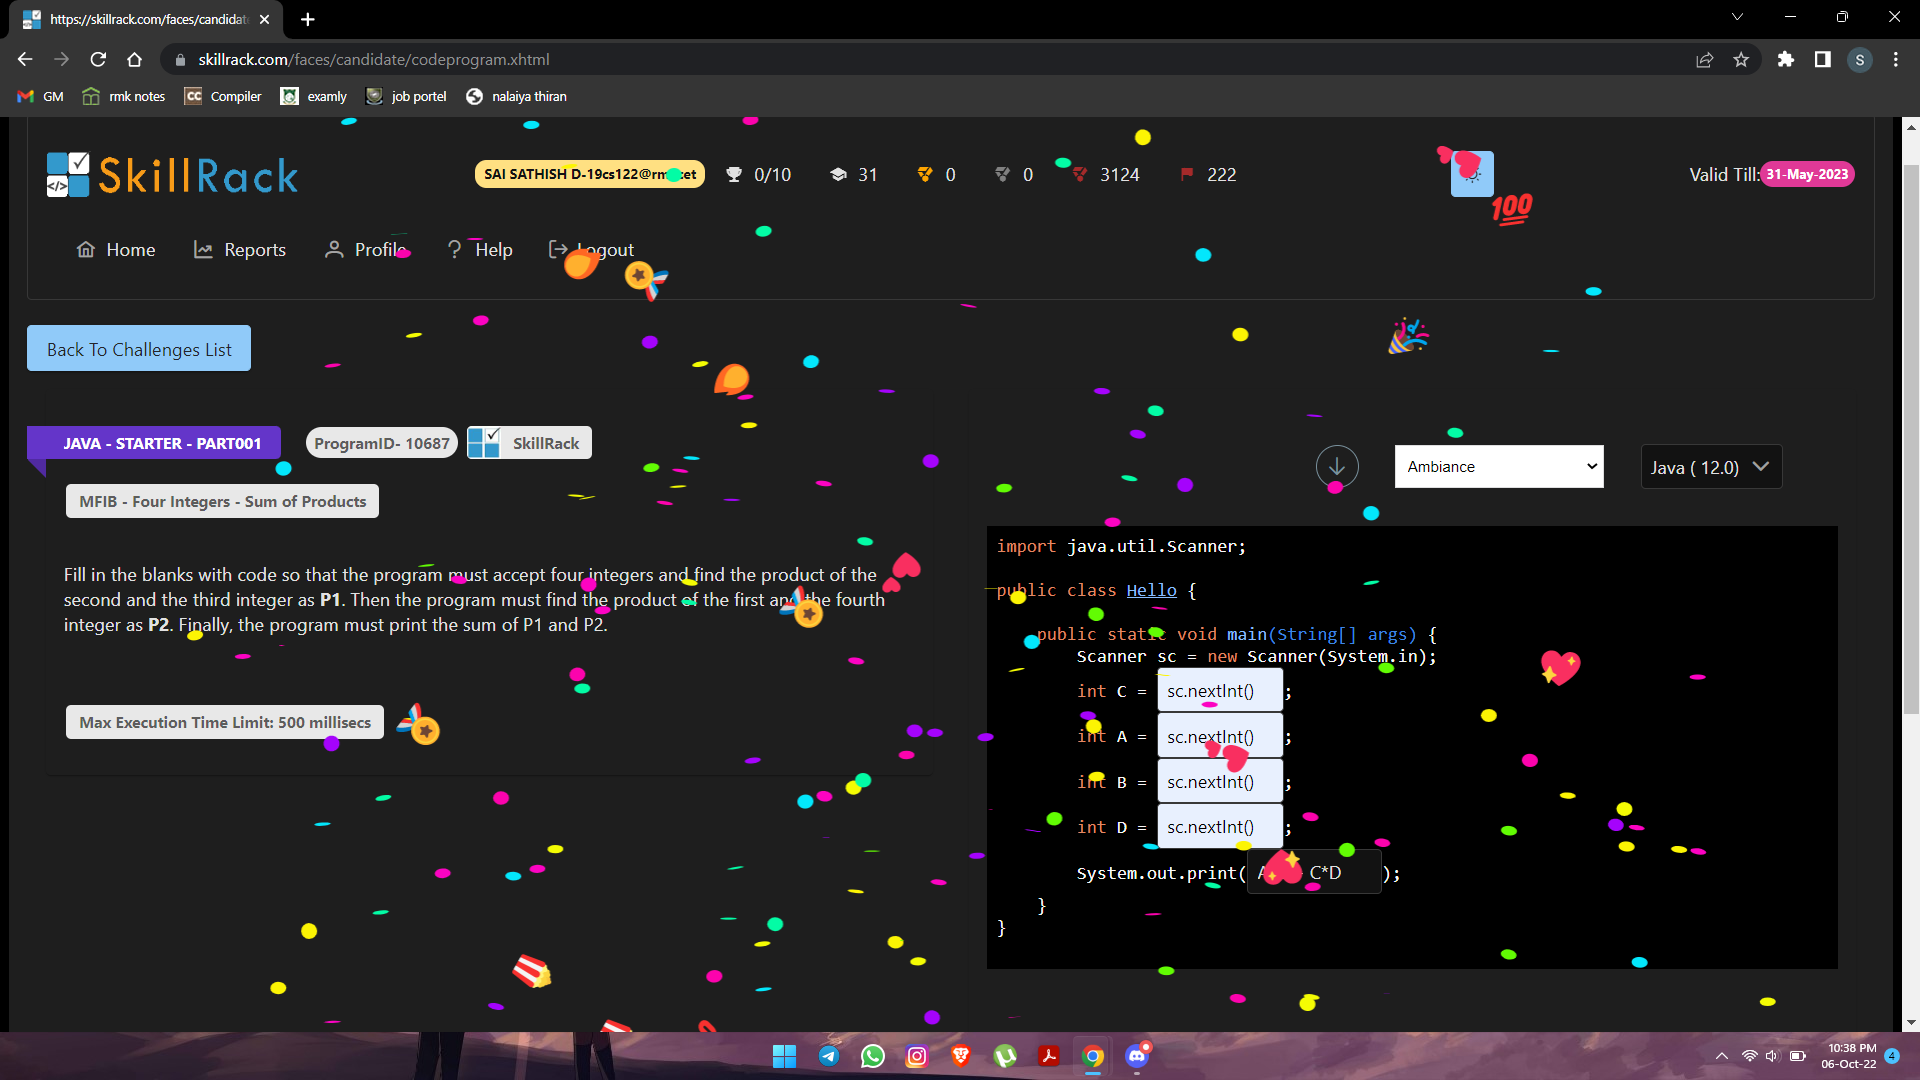 https://skillrack.com/faces/candidat
skillrack.com/faces/candidate/codeprogram.xhtml
S
GM
rmk notes
CC Compiler
examly
job portel
nalaiya thiran
SkillRack
SAI SATHISH D-19cs122@rm cet
0/10
31
0
0
3124
222
100
Valid Till: 31-May-2023
Home
Reports
Profile
Help
Logout
Back To Challenges List
JAVA - STARTER - PART001
ProgramID- 10687
SkillRack
MFIB - Four Integers - Sum of Products
Fill in the blanks with code so that the program must accept four integers and find the product of the
second and the third integer as P1. Then the program must find the product of the first and the fourth
integer as P2. Finally, the program must print the sum of P1 and P2.
Max Execution Time Limit: 500 millisecs
Ambiance
Java ( 12.0)
import java.util.Scanner;
public class Hello {
public static void main(String[] args) {
Scanner sc = new Scanner(System.in);
int C = sc.nextInt() ;
int A = sc.nextInt() ;
int B = sc.nextInt() ;
int D = sc.nextInt() ;
System.out.print( C*D );
}
}
10:38 PM
06-Oct-22
4